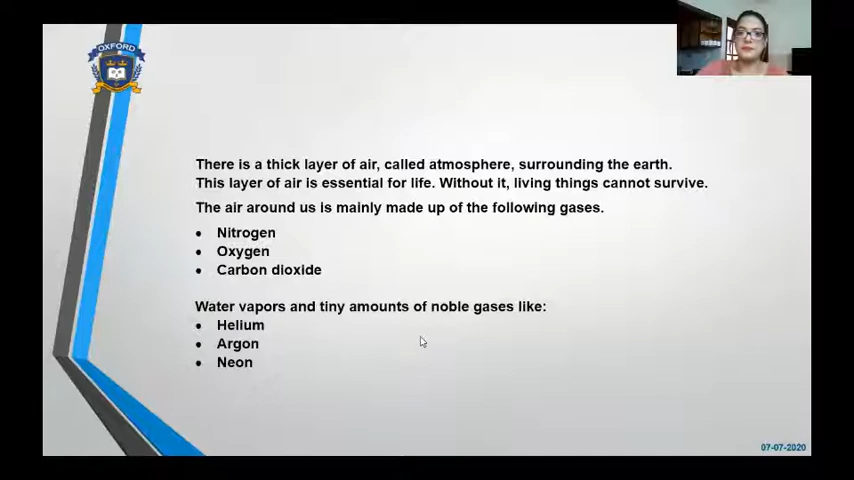 OXFORD
There is a thick layer of air, called atmosphere, surrounding the earth.
This layer of air is essential for life. Without it, living things cannot survive.
The air around us is mainly made up of the following gases.
• Nitrogen
• Oxygen
• Carbon dioxide
Water vapors and tiny amounts of noble gases like:
• Helium
• Argon
• Neon
07-07-2020